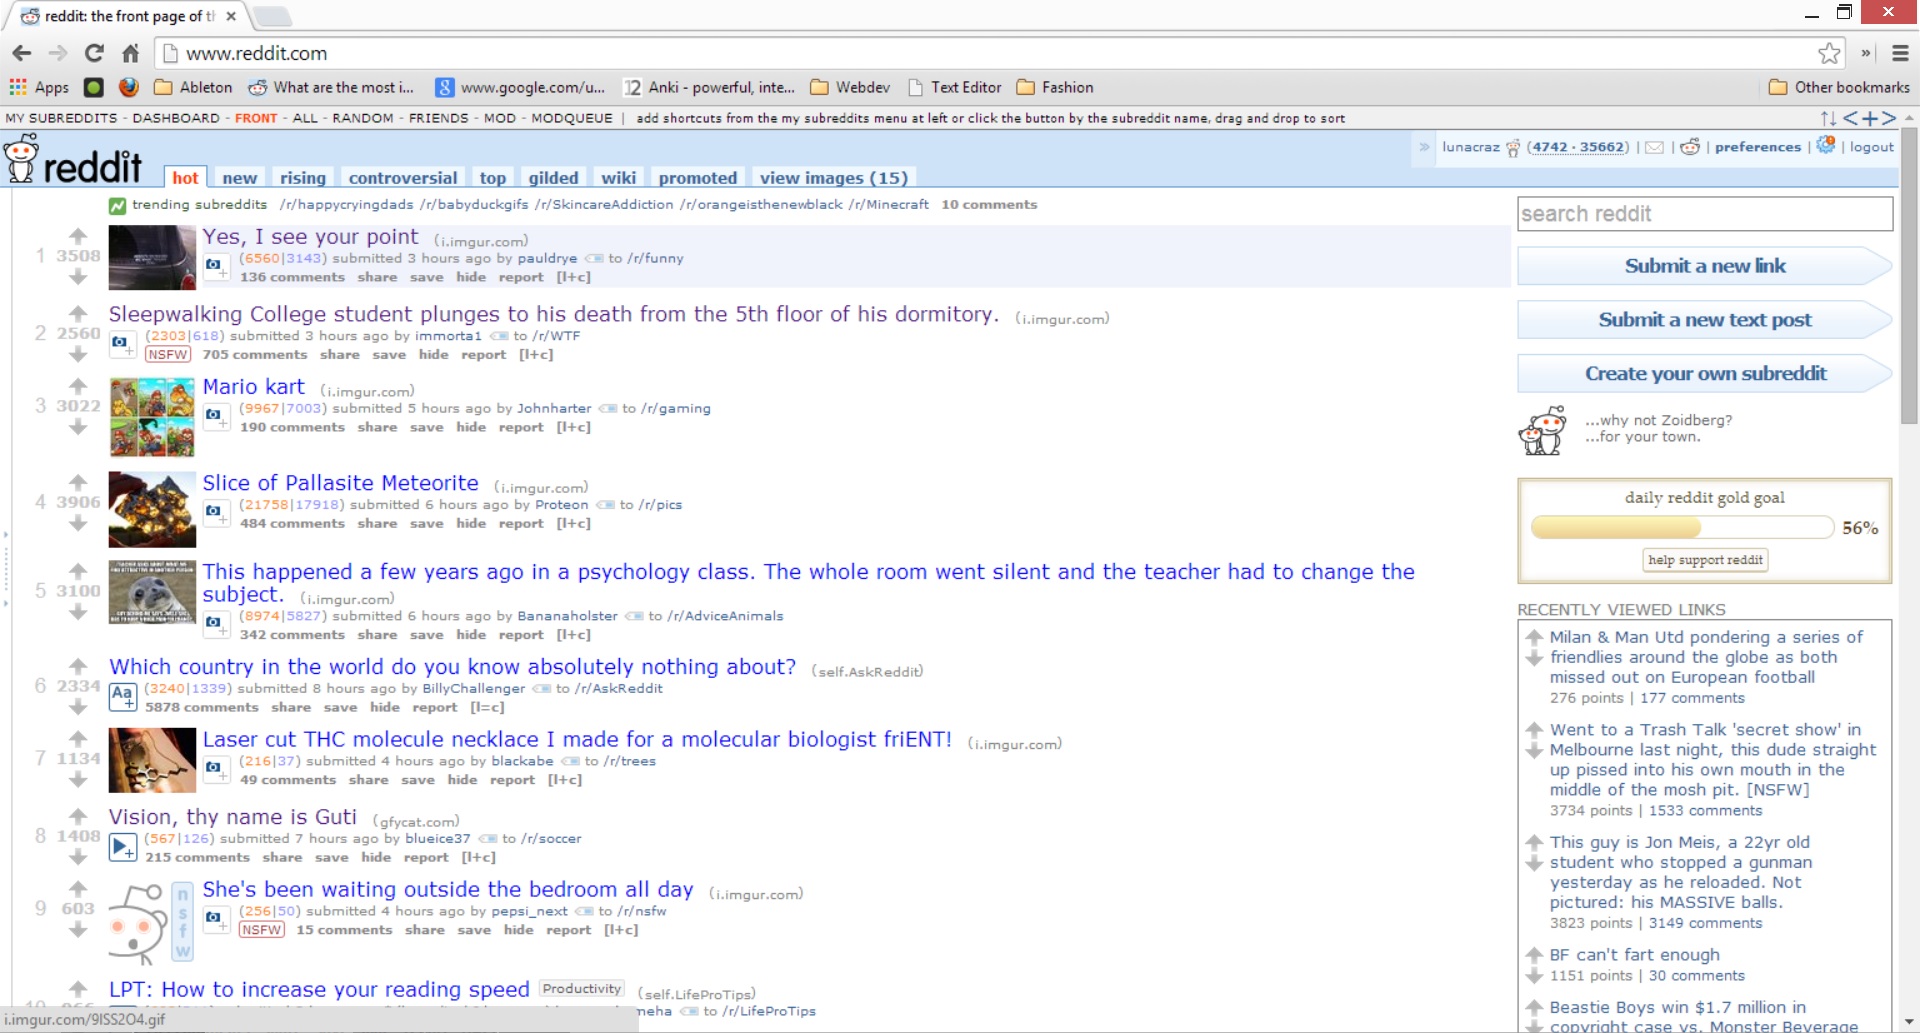 reddit: the front page of th
www.reddit.com
Apps Ableton What are the most i... www.google.com/u... 12 Anki - powerful, inte... Webdev Text Editor Fashion Other bookmarks
MY SUBREDDITS - DASHBOARD - FRONT - ALL - RANDOM - FRIENDS - MOD - MODQUEUE | add shortcuts from the my subreddits menu at left or click the button by the subreddit name, drag and drop to sort
reddit hot new rising controversial top gilded wiki promoted view images (15)
» lunacraz (4742 · 35662) | | | preferences | | logout
trending subreddits /r/happycryingdads /r/babyduckgifs /r/SkincareAddiction /r/orangeisthenewblack /r/Minecraft 10 comments
1 3508
Yes, I see your point (i.imgur.com)
(6560|3143) submitted 3 hours ago by pauldrye to /r/funny
136 comments share save hide report [l+c]
2 2560
Sleepwalking College student plunges to his death from the 5th floor of his dormitory. (i.imgur.com)
(2303|618) submitted 3 hours ago by immorta1 to /r/WTF
NSFW 705 comments share save hide report [l+c]
3 3022
Mario kart (i.imgur.com)
(9967|7003) submitted 5 hours ago by Johnharter to /r/gaming
190 comments share save hide report [l+c]
4 3906
Slice of Pallasite Meteorite (i.imgur.com)
(21758|17918) submitted 6 hours ago by Proteon to /r/pics
484 comments share save hide report [l+c]
5 3100
This happened a few years ago in a psychology class. The whole room went silent and the teacher had to change the
subject. (i.imgur.com)
(8974|5827) submitted 6 hours ago by Bananaholster to /r/AdviceAnimals
342 comments share save hide report [l+c]
6 2334
Which country in the world do you know absolutely nothing about? (self.AskReddit)
Aa (3240|1339) submitted 8 hours ago by BillyChallenger to /r/AskReddit
5878 comments share save hide report [l=c]
7 1134
Laser cut THC molecule necklace I made for a molecular biologist friENT! (i.imgur.com)
(216|37) submitted 4 hours ago by blackabe to /r/trees
49 comments share save hide report [l+c]
8 1408
Vision, thy name is Guti (gfycat.com)
(567|126) submitted 7 hours ago by blueice37 to /r/soccer
215 comments share save hide report [l+c]
9 603
nsfw
She's been waiting outside the bedroom all day (i.imgur.com)
(256|50) submitted 4 hours ago by pepsi_next to /r/nsfw
NSFW 15 comments share save hide report [l+c]
LPT: How to increase your reading speed Productivity (self.LifeProTips)
meha to /r/LifeProTips
i.imgur.com/9ISS2O4.gif
search reddit
Submit a new link
Submit a new text post
Create your own subreddit
...why not Zoidberg?
...for your town.
daily reddit gold goal
56%
help support reddit
RECENTLY VIEWED LINKS
Milan & Man Utd pondering a series of
friendlies around the globe as both
missed out on European football
276 points | 177 comments
Went to a Trash Talk 'secret show' in
Melbourne last night, this dude straight
up pissed into his own mouth in the
middle of the mosh pit. [NSFW]
3734 points | 1533 comments
This guy is Jon Meis, a 22yr old
student who stopped a gunman
yesterday as he reloaded. Not
pictured: his MASSIVE balls.
3823 points | 3149 comments
BF can't fart enough
1151 points | 30 comments
Beastie Boys win $1.7 million in
copyright case vs. Monster Beverage